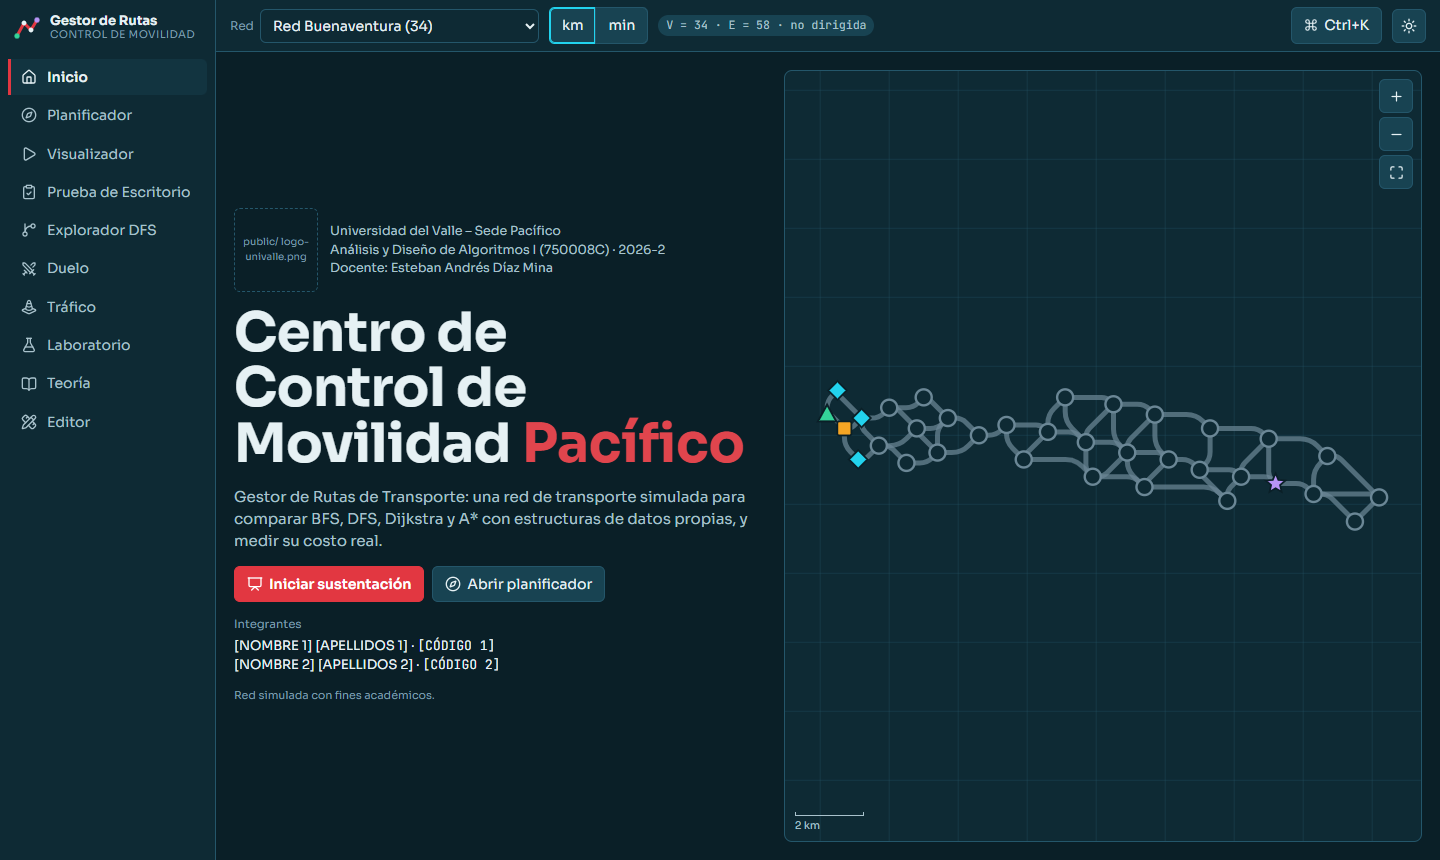 Gestor de Rutas
CONTROL DE MOVILIDAD
Inicio
Planificador
Visualizador
Prueba de Escritorio
Explorador DFS
Duelo
Tráfico
Laboratorio
Teoría
Editor
Red
Red Buenaventura (34)
km
min
V = 34 · E = 58 · no dirigida
⌘ Ctrl+K
public/ logo-
univalle.png
Universidad del Valle – Sede Pacífico
Análisis y Diseño de Algoritmos I (750008C) · 2026-2
Docente: Esteban Andrés Díaz Mina
Centro de
Control de
Movilidad Pacífico
Gestor de Rutas de Transporte: una red de transporte simulada para
comparar BFS, DFS, Dijkstra y A* con estructuras de datos propias, y
medir su costo real.
Iniciar sustentación
Abrir planificador
Integrantes
[NOMBRE 1] [APELLIDOS 1] · [CÓDIGO 1]
[NOMBRE 2] [APELLIDOS 2] · [CÓDIGO 2]
Red simulada con fines académicos.
+
−
2 km